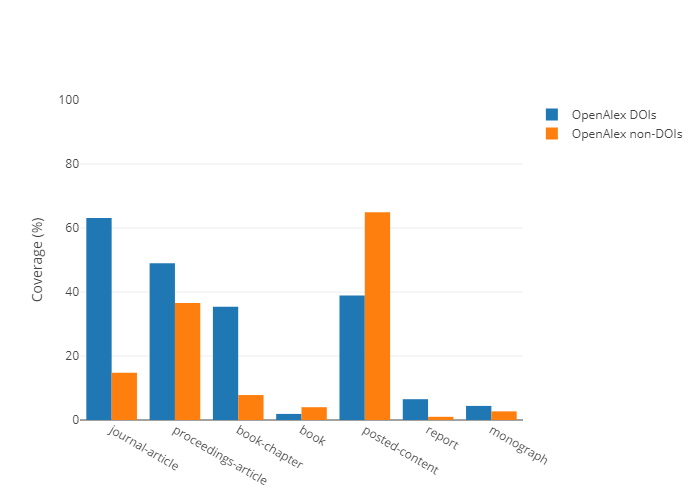 100
80
60
40
20
0
Coverage (%)
journal-article
proceedings-article
book-chapter
book
posted-content
report
monograph
OpenAlex DOIs
OpenAlex non-DOIs